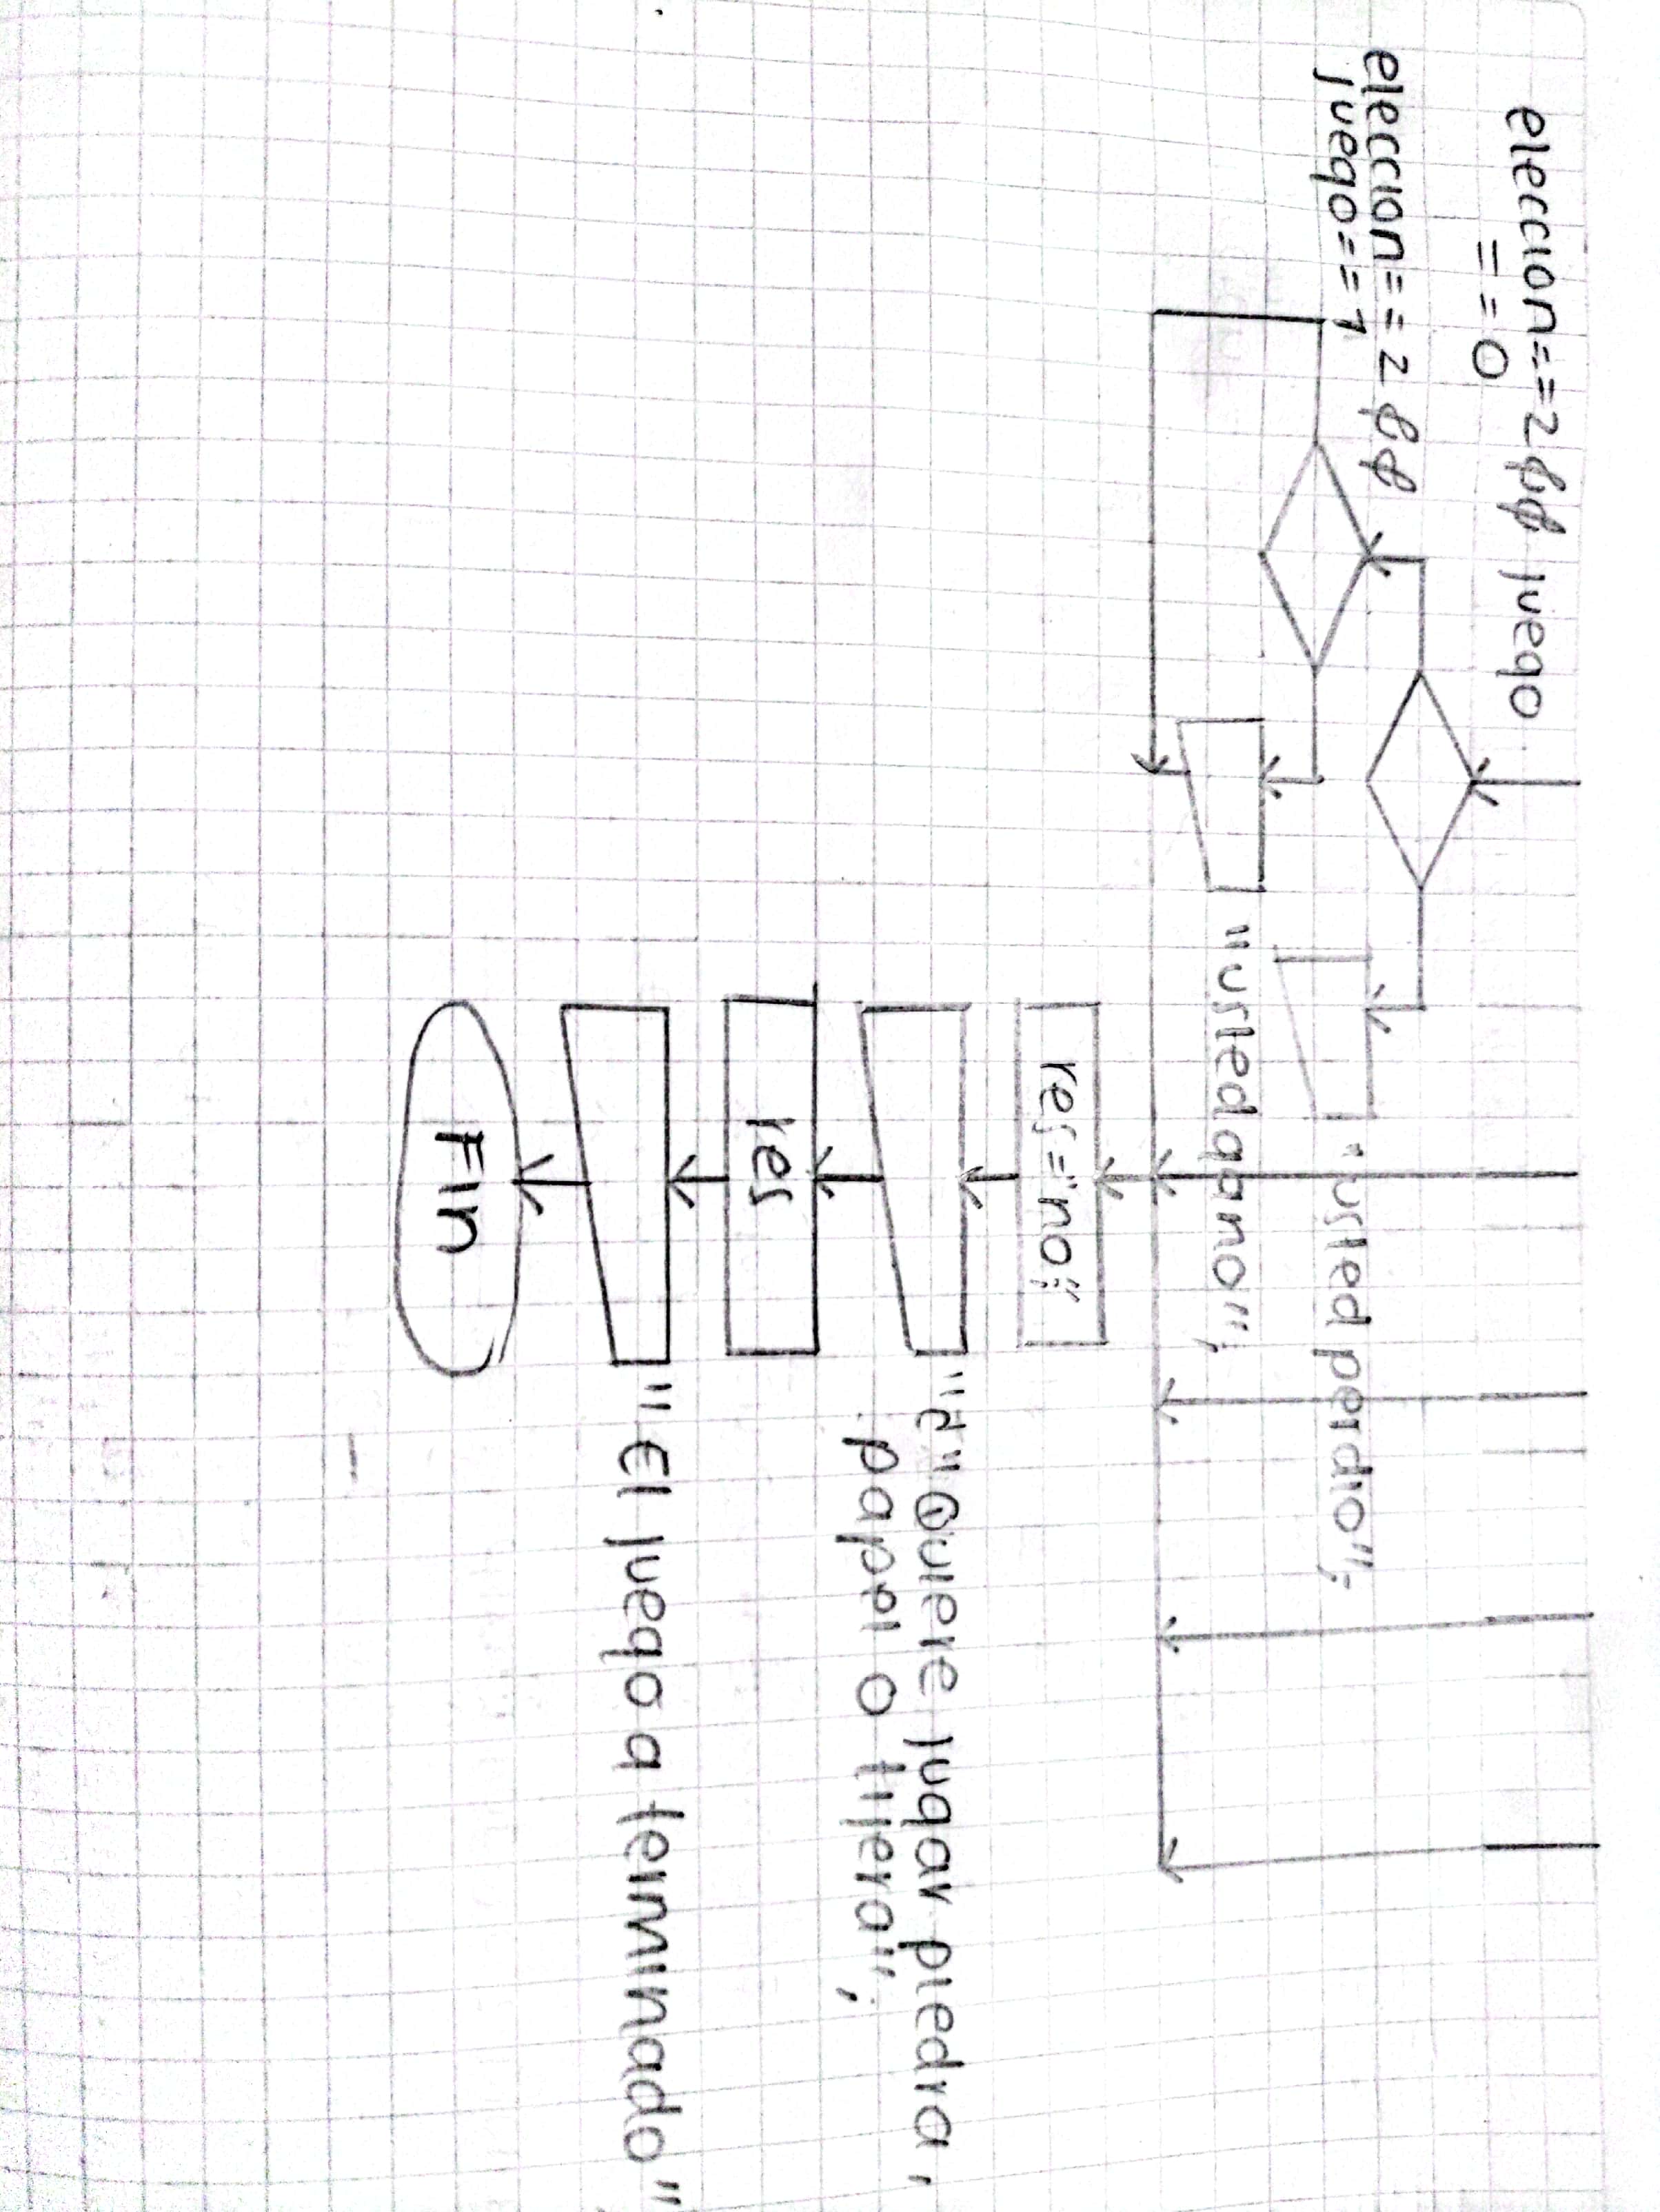 eleccion==2 && juego
==0
eleccion==2 &&
juego==1
"usted perdio";
"usted gano";
res="no";
"¿"Quiere jugar piedra,
papel o tijera";
res
"El juego a terminado"
Fin